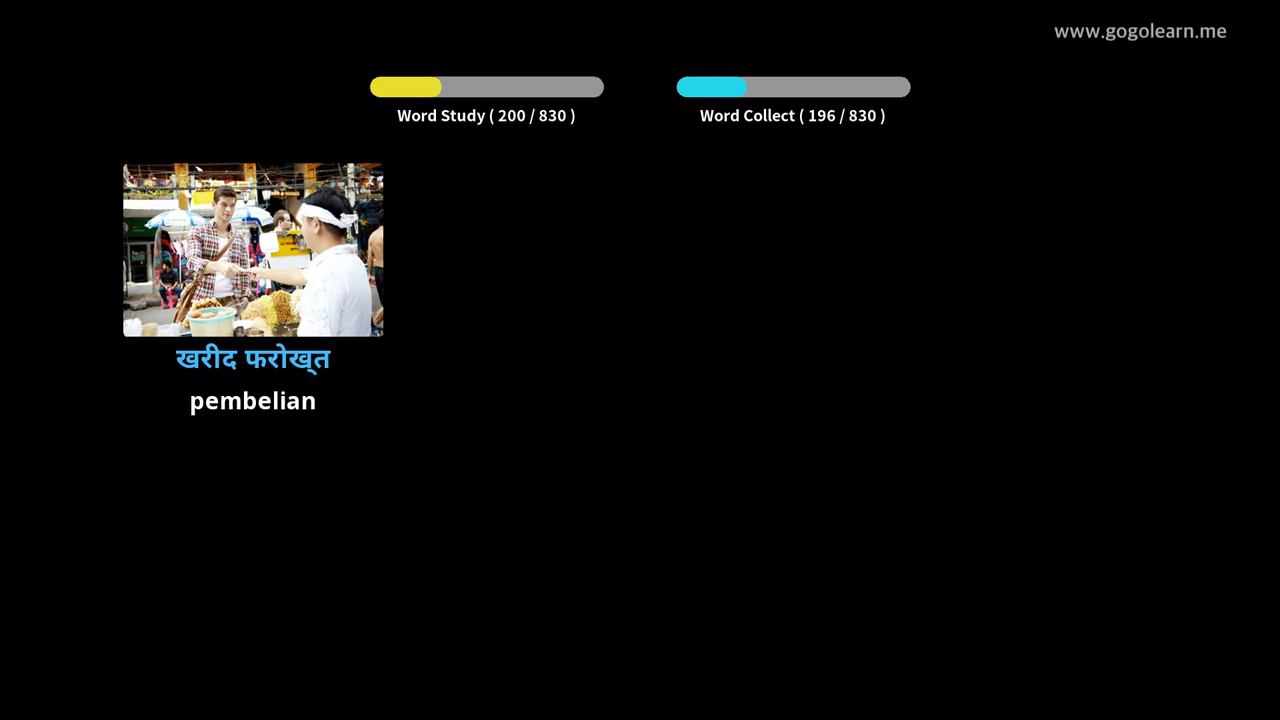 www.gogolearn.me
Word Study ( 200 / 830 )
Word Collect ( 196 / 830 )
खरीद फरोख्त
pembelian